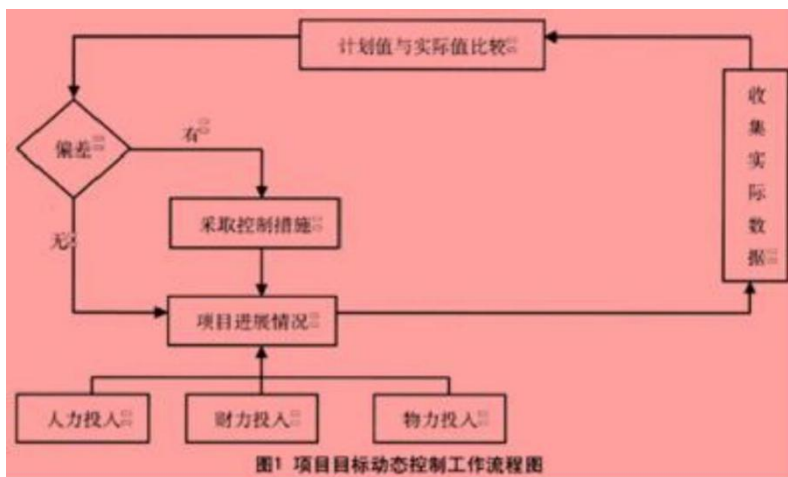 计划值与实际值比较
收集实际数据
偏差
有
采取控制措施
无
项目进展情况
人力投入
财力投入
物力投入
图1 项目目标动态控制工作流程图